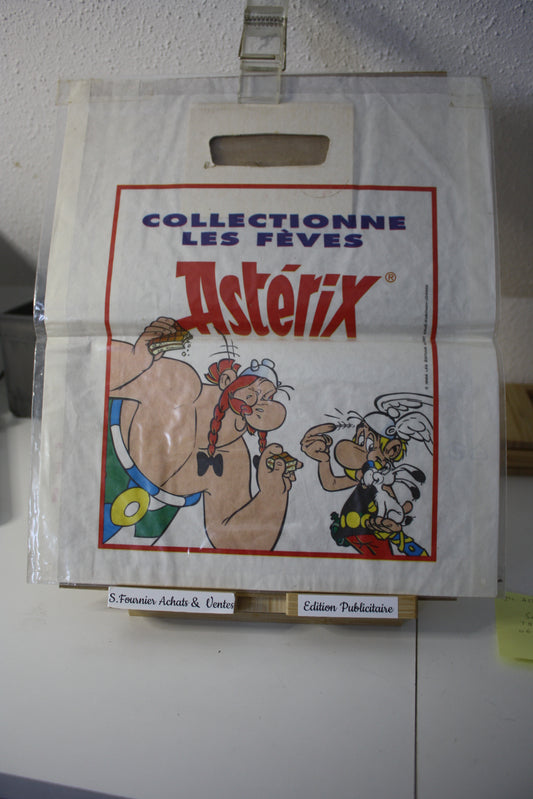 COLLECTIONNE
LES FÈVES
Astérix ®
S.Fournier Achats & Ventes
Edition Publicitaire